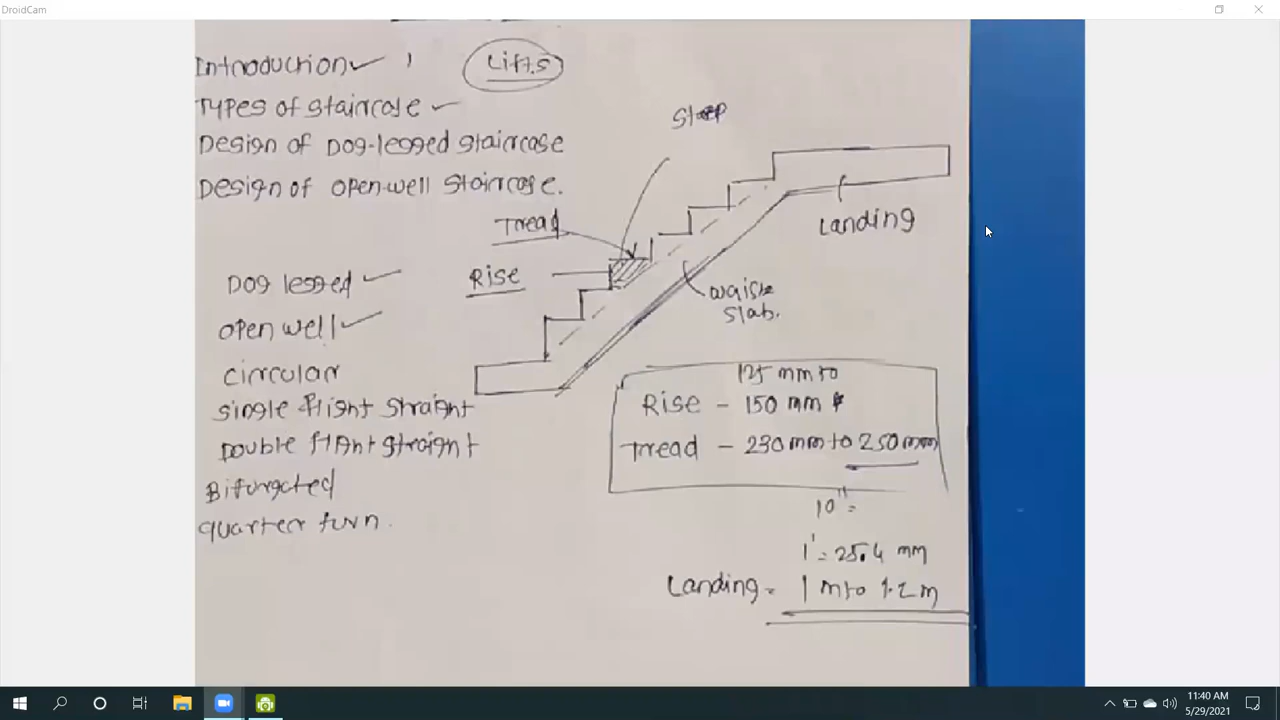 DroidCam
Introduction
Lifts
Types of staircase
Design of Dog-legged staircase
Design of open-well staircase.
Step
Tread
Rise
Landing
waist
slab.
Dog legged
open well
circular
single flight straight
Double flight straight
Bifurgated
quarter turn.
125 mm to
Rise - 150 mm
Tread - 230 mm to 250 mm
10" =
1' = 25.4 mm
Landing = 1 m to 1.2 m
11:40 AM
5/29/2021